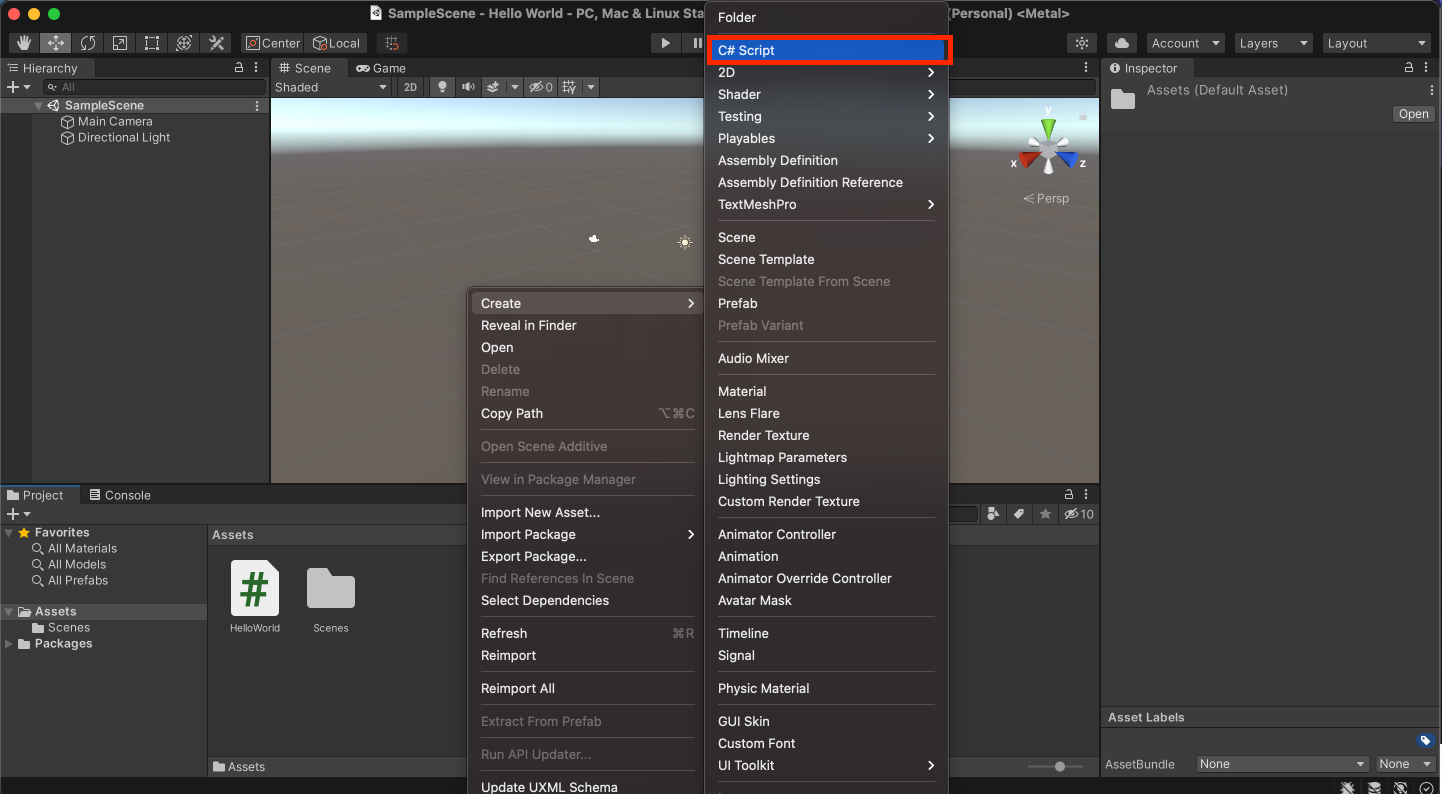 SampleScene - Hello World - PC, Mac & Linux Sta
(Personal) <Metal>
Center
Local
Account
Layers
Layout
Hierarchy
All
SampleScene
Main Camera
Directional Light
Scene
Game
Shaded
2D
0
y
x
z
Persp
Inspector
Assets (Default Asset)
Open
Folder
C# Script
2D
Shader
Testing
Playables
Assembly Definition
Assembly Definition Reference
TextMeshPro
Scene
Scene Template
Scene Template From Scene
Prefab
Prefab Variant
Audio Mixer
Material
Lens Flare
Render Texture
Lightmap Parameters
Lighting Settings
Custom Render Texture
Animator Controller
Animation
Animator Override Controller
Avatar Mask
Timeline
Signal
Physic Material
GUI Skin
Custom Font
UI Toolkit
Create
Reveal in Finder
Open
Delete
Rename
Copy Path ⌥⌘C
Open Scene Additive
View in Package Manager
Import New Asset...
Import Package
Export Package...
Find References In Scene
Select Dependencies
Refresh ⌘R
Reimport
Reimport All
Extract From Prefab
Run API Updater...
Update UXML Schema
Project
Console
10
Favorites
All Materials
All Models
All Prefabs
Assets
Scenes
Packages
Assets
#
HelloWorld
Scenes
Assets
Asset Labels
AssetBundle
None
None